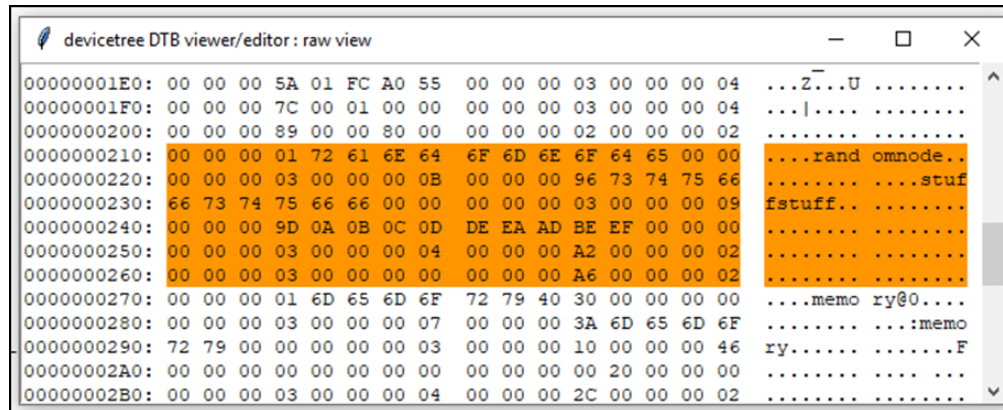 devicetree DTB viewer/editor : raw view
00000001E0: 00 00 00 5A 01 FC A0 55 00 00 00 03 00 00 00 04 ...Z...U ........
00000001F0: 00 00 00 7C 00 01 00 00 00 00 00 03 00 00 00 04 ...|.... ........
0000000200: 00 00 00 89 00 00 80 00 00 00 00 02 00 00 00 02 ........ ........
0000000210: 00 00 00 01 72 61 6E 64 6F 6D 6E 6F 64 65 00 00 ....rand omnode..
0000000220: 00 00 00 03 00 00 00 0B 00 00 00 96 73 74 75 66 ........ ....stuf
0000000230: 66 73 74 75 66 66 00 00 00 00 00 03 00 00 00 09 fstuff.. ........
0000000240: 00 00 00 9D 0A 0B 0C 0D DE EA AD BE EF 00 00 00 ........ ........
0000000250: 00 00 00 03 00 00 00 04 00 00 00 A2 00 00 00 02 ........ ........
0000000260: 00 00 00 03 00 00 00 00 00 00 00 A6 00 00 00 02 ........ ........
0000000270: 00 00 00 01 6D 65 6D 6F 72 79 40 30 00 00 00 00 ....memo ry@0....
0000000280: 00 00 00 03 00 00 00 07 00 00 00 3A 6D 65 6D 6F ........ ...:memo
0000000290: 72 79 00 00 00 00 00 03 00 00 00 10 00 00 00 46 ry...... .......F
00000002A0: 00 00 00 00 00 00 00 00 00 00 00 20 00 00 00 00 ........ ... ....
00000002B0: 00 00 00 03 00 00 00 04 00 00 00 2C 00 00 00 02 ........ ........